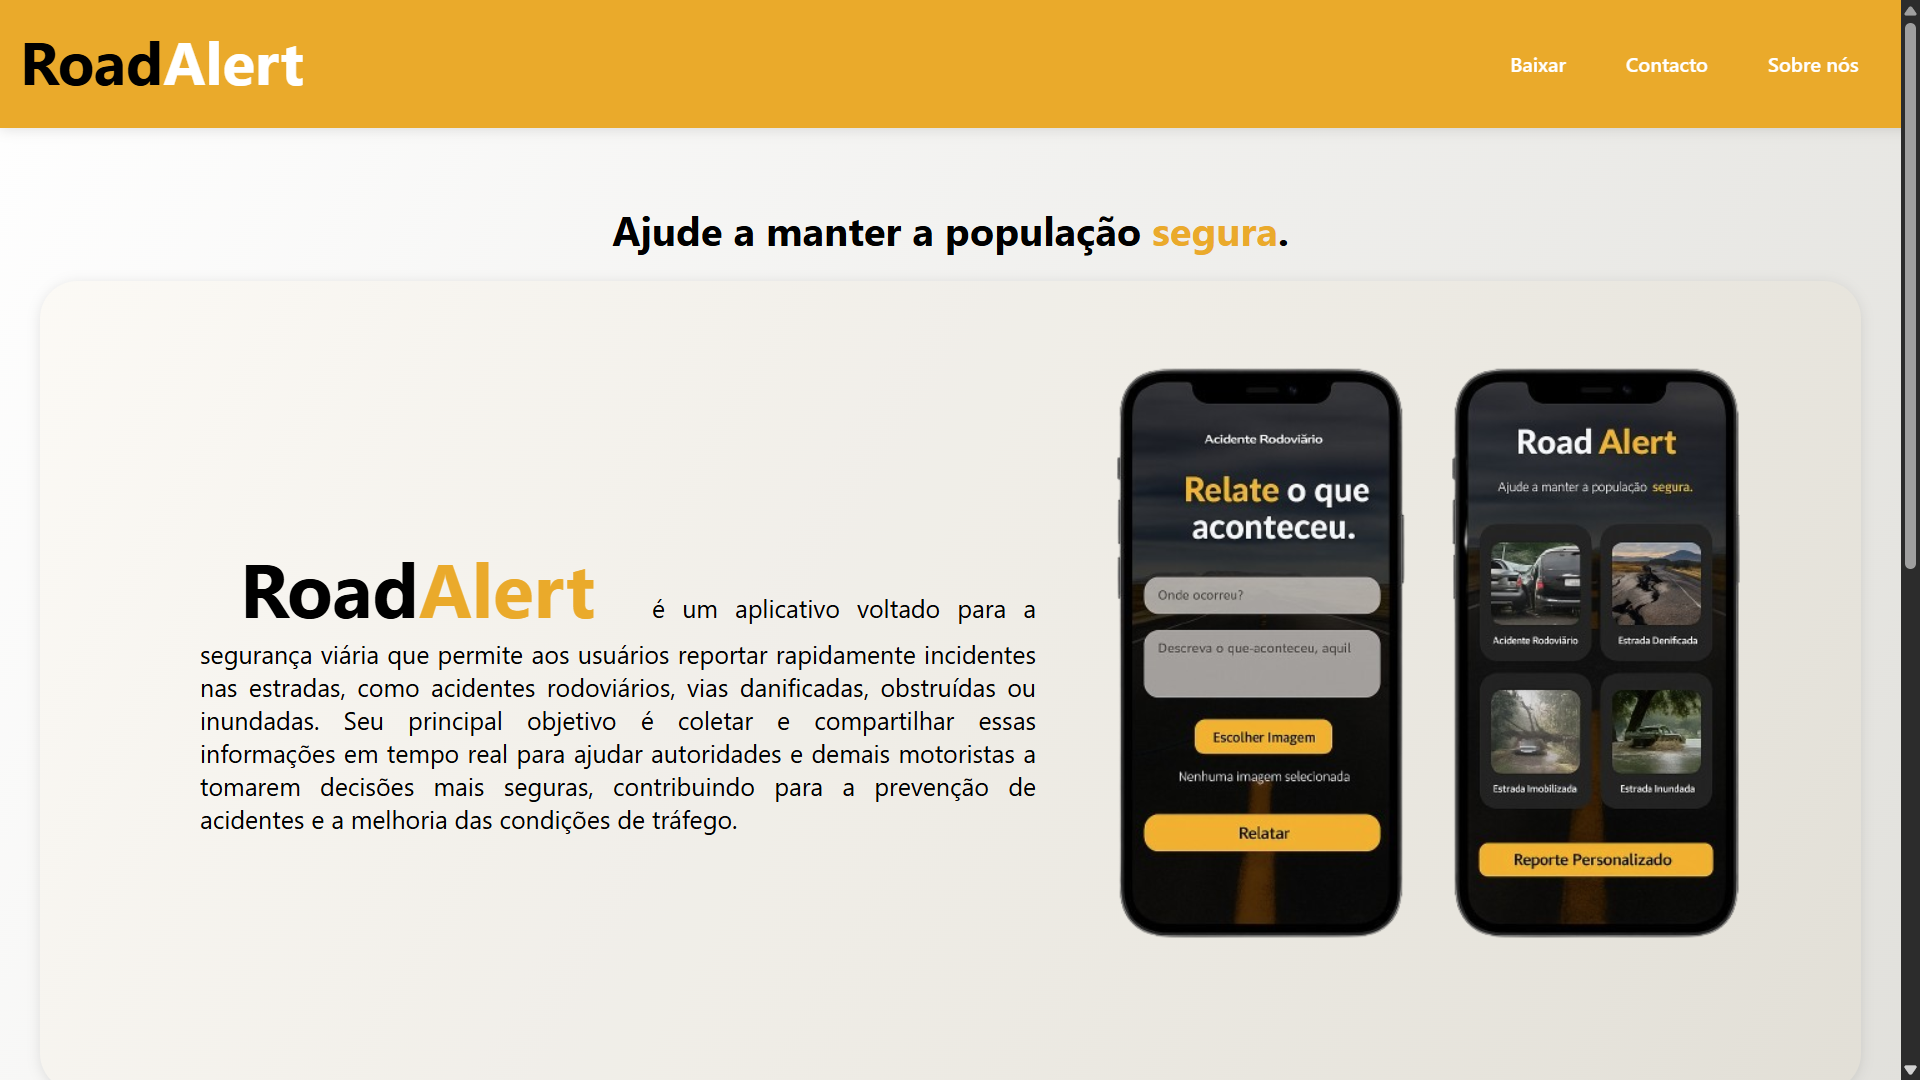 RoadAlert
Baixar
Contacto
Sobre nós
Ajude a manter a população segura.
RoadAlert é um aplicativo voltado para a
segurança viária que permite aos usuários reportar rapidamente incidentes
nas estradas, como acidentes rodoviários, vias danificadas, obstruídas ou
inundadas. Seu principal objetivo é coletar e compartilhar essas
informações em tempo real para ajudar autoridades e demais motoristas a
tomarem decisões mais seguras, contribuindo para a prevenção de
acidentes e a melhoria das condições de tráfego.
Acidente Rodoviãrio
Relate o que
aconteceu.
Onde ocorreu?
Descreva o que-aconteceu, aquil
Escolher Imagem
Nenhuma imagem selecionada
Relatar
Road Alert
Ajude a manter a população segura.
Acidente Rodoviário
Estrada Denificada
Estrada Imobilizada
Estrada Inundada
Reporte Personalizado